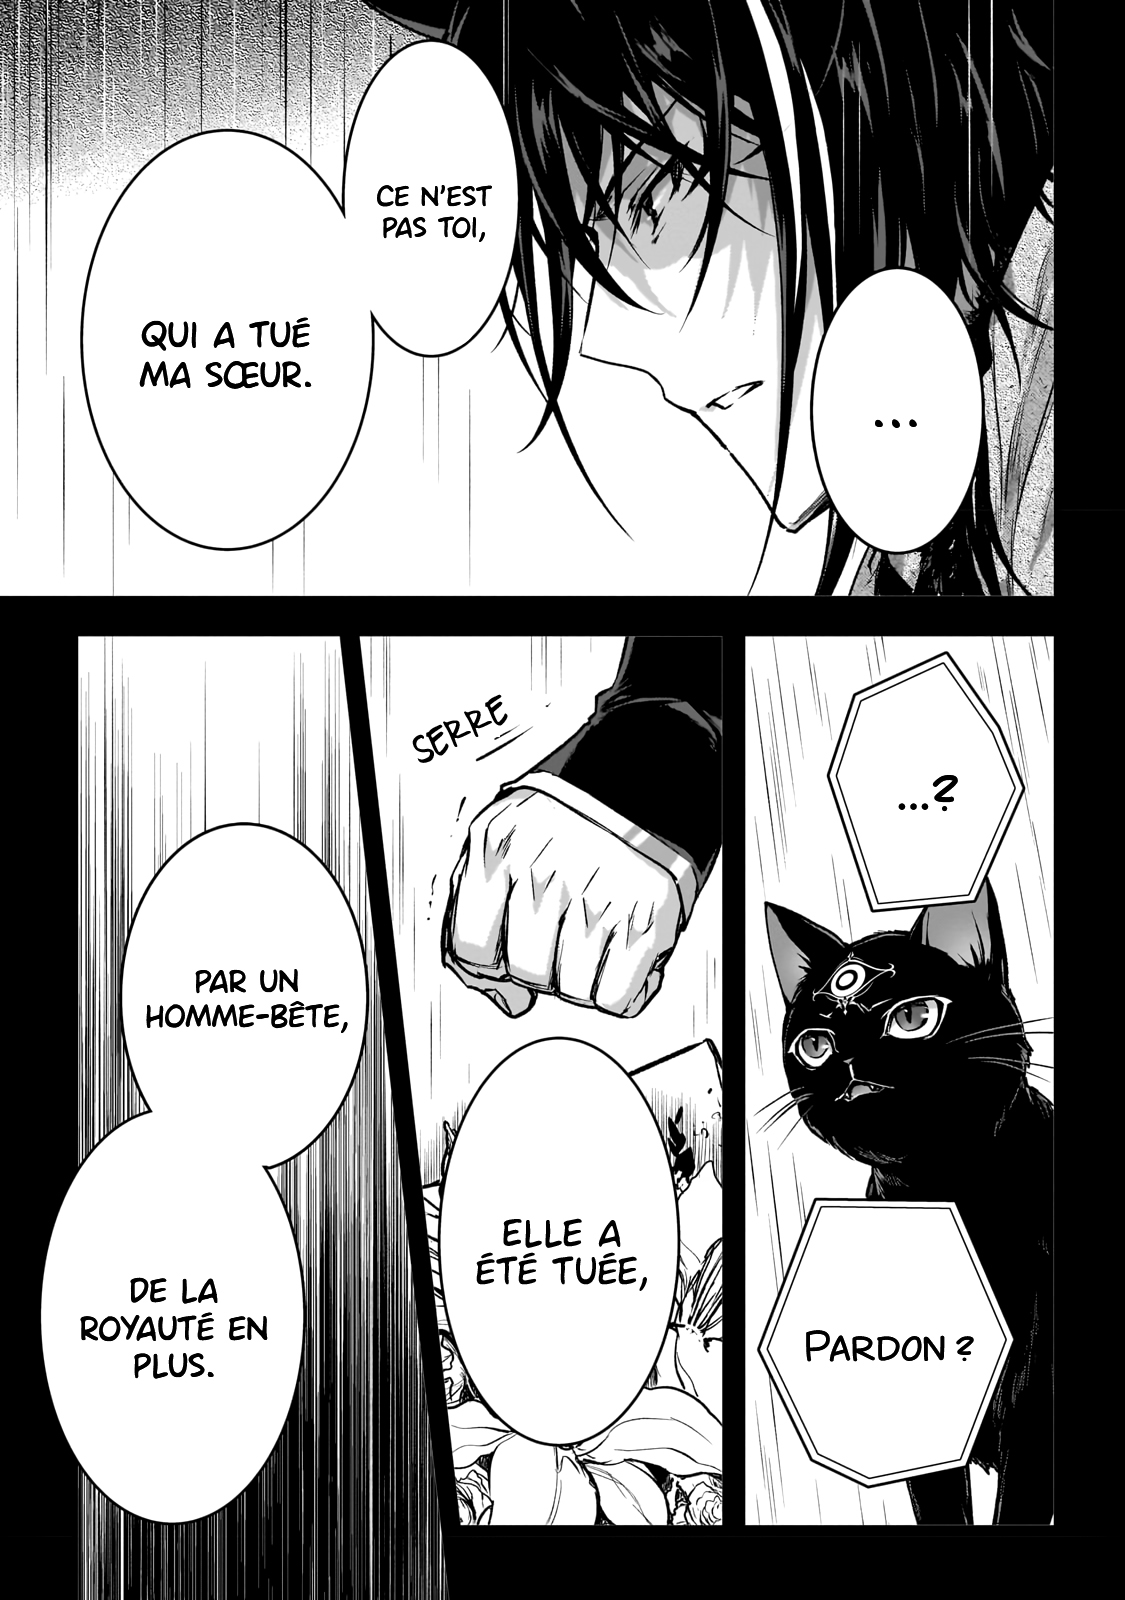 ...
CE N'EST
PAS TOI,
QUI A TUÉ
MA SŒUR.
...?
PARDON ?
SERRE
ELLE A
ÉTÉ TUÉE,
PAR UN
HOMME-BÊTE,
DE LA
ROYAUTÉ EN
PLUS.